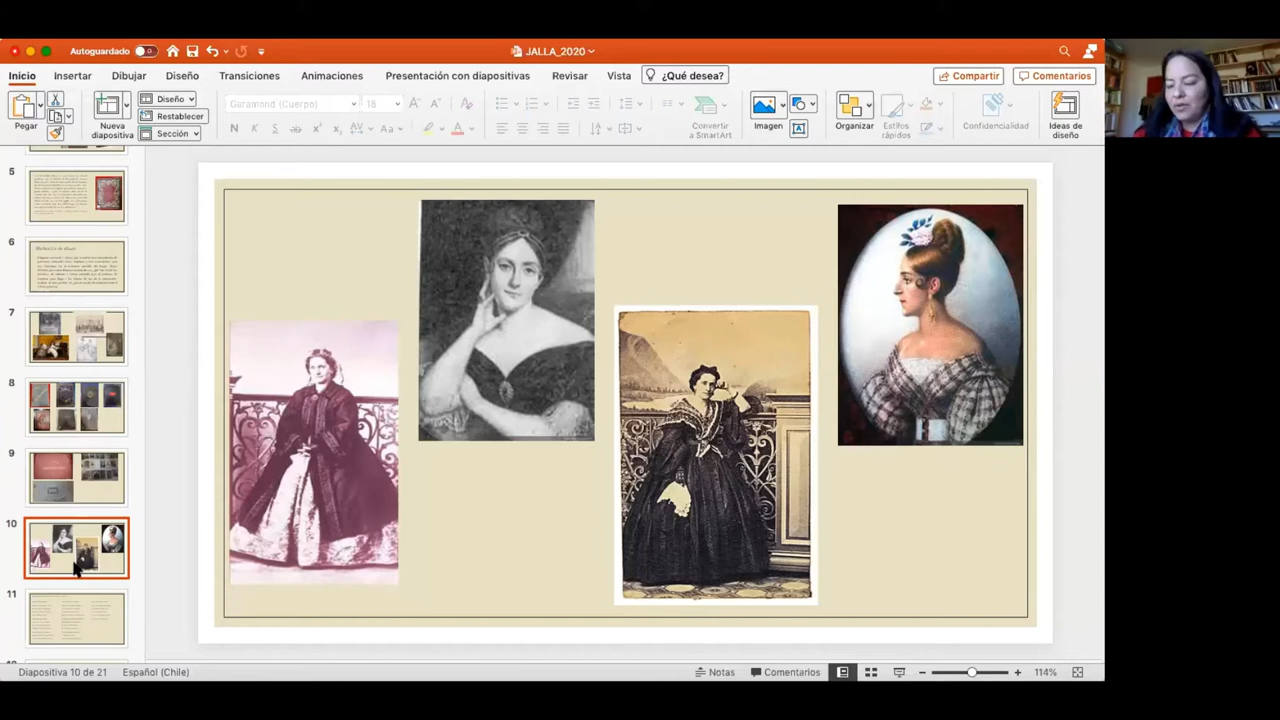 Autoguardado
JALLA_2020
Inicio Insertar Dibujar Diseño Transiciones Animaciones Presentación con diapositivas Revisar Vista ¿Qué desea? Compartir Comentarios
Pegar
Nueva diapositiva
Diseño
Restablecer
Sección
Garamond (Cuerpo) 18
N K S
Convertir a SmartArt
Imagen
Organizar
Estilos rápidos
Confidencialidad
Ideas de diseño
5
6
7
8
9
10
11
Diapositiva 10 de 21 Español (Chile) Notas Comentarios 114%